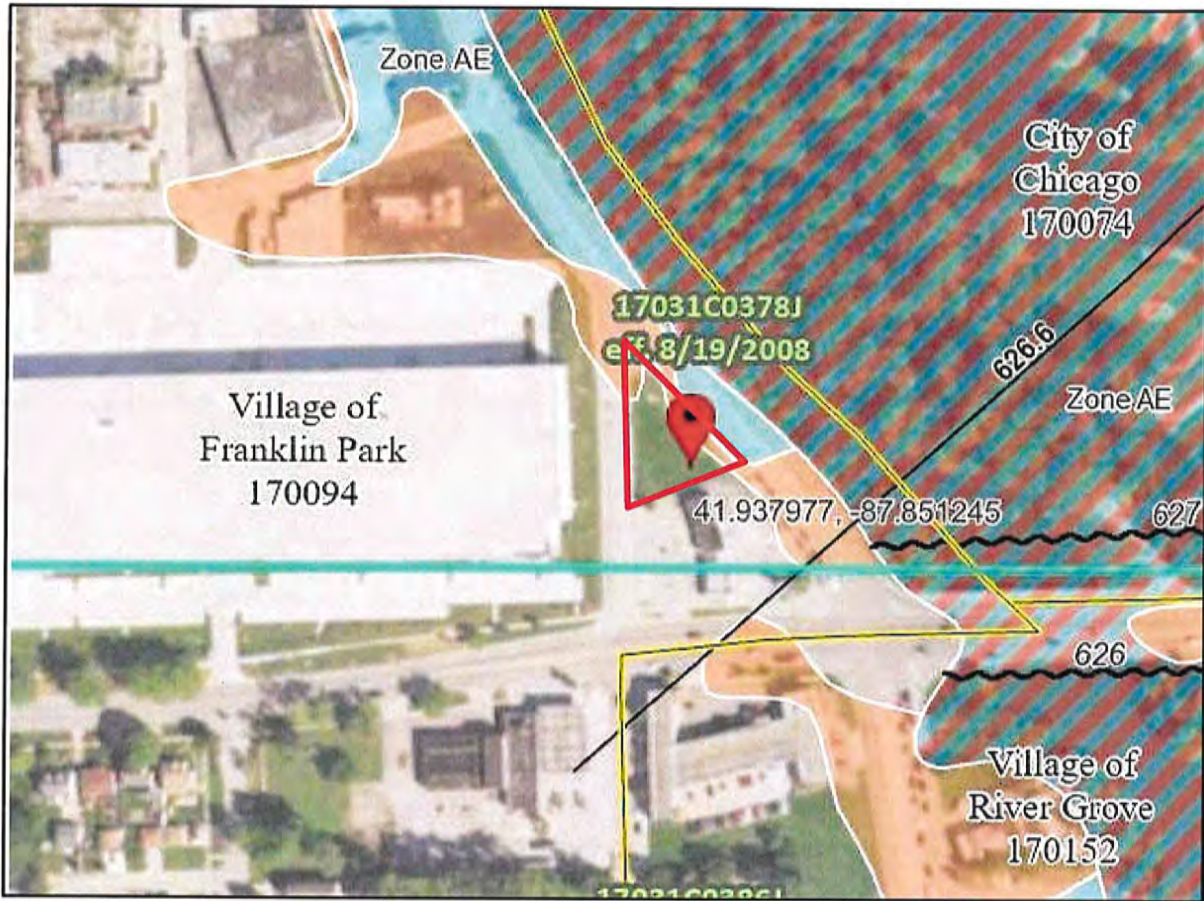 Zone AE
City of
Chicago
170074
17031C0378J
eff. 8/19/2008
626.6
Zone AE
Village of
Franklin Park
170094
41.937977, -87.851245
627
626
Village of
River Grove
170152
17031C0386J